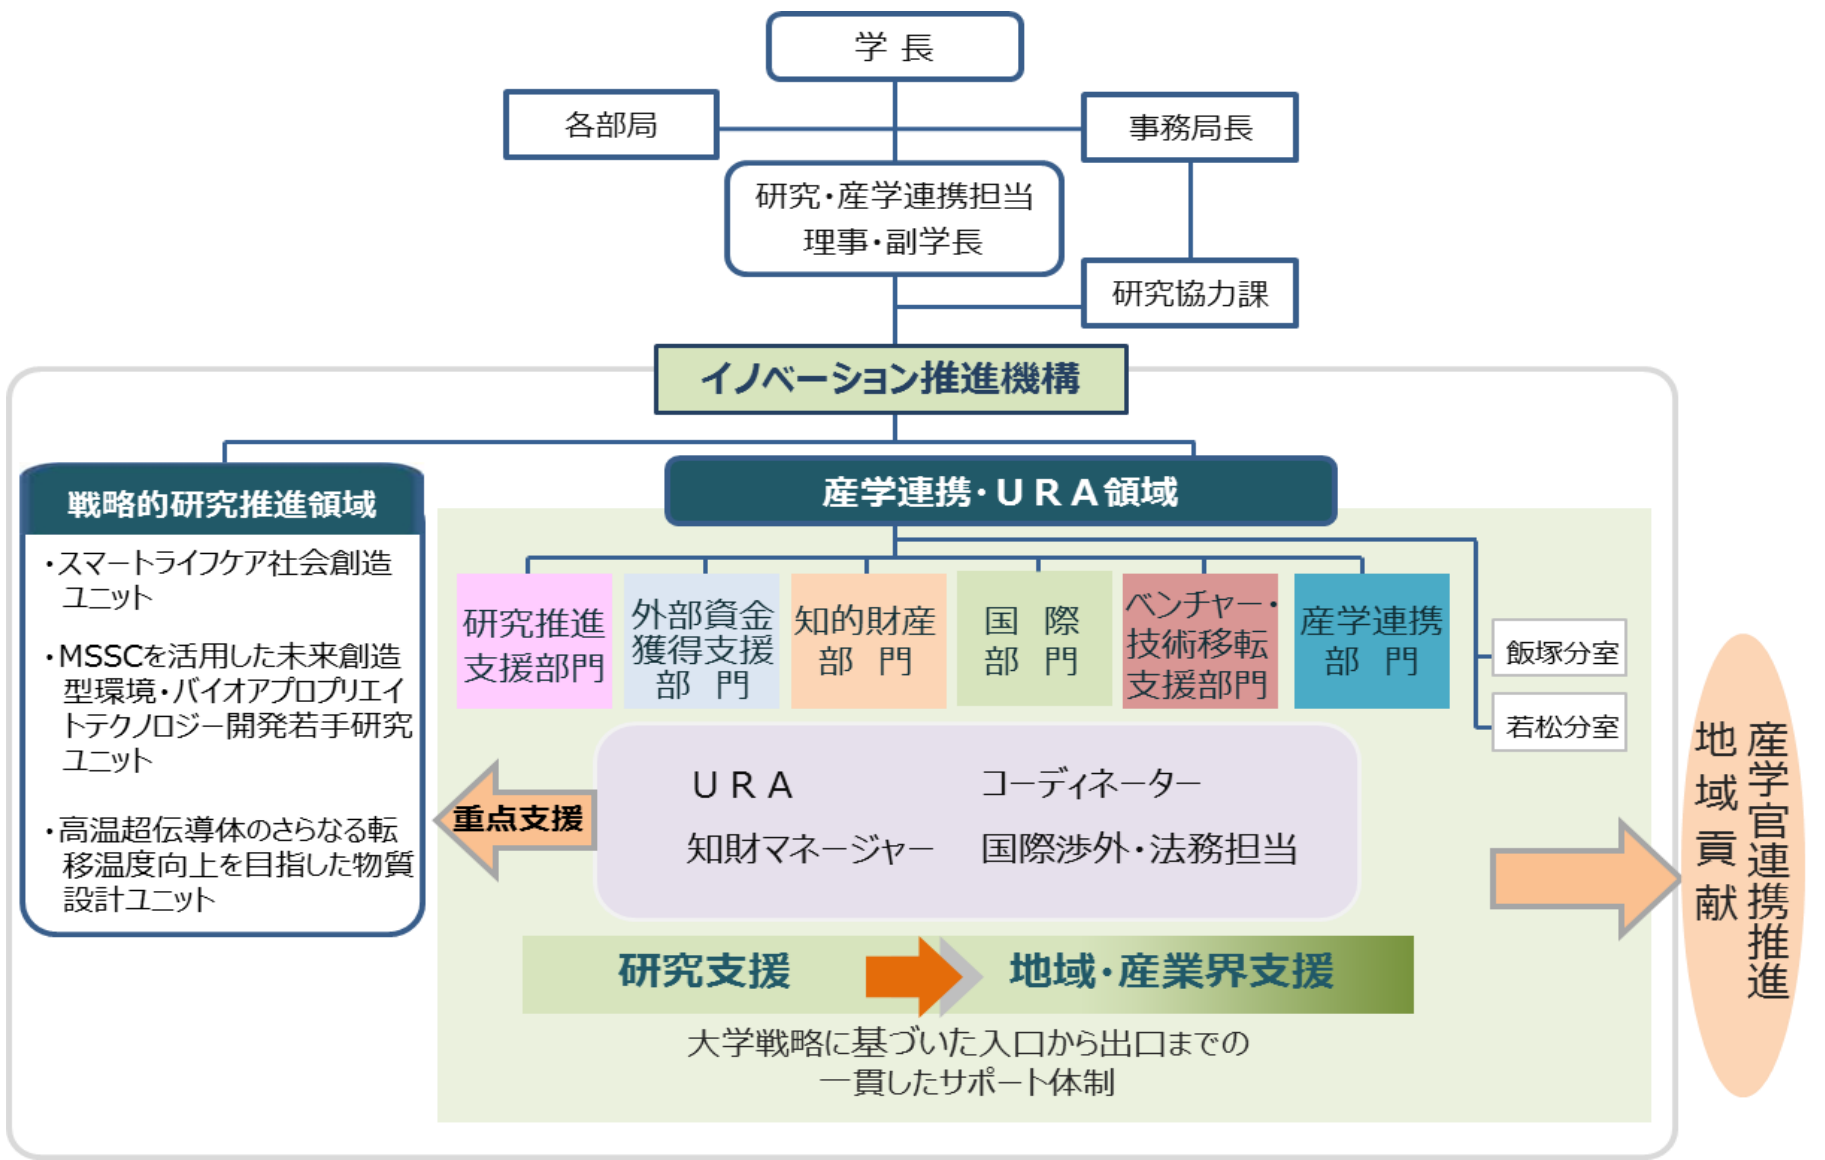 学 長
各部局
事務局長
研究・産学連携担当
理事・副学長
研究協力課
イノベーション推進機構
戦略的研究推進領域
・スマートライフケア社会創造
ユニット
・MSSCを活用した未来創造
型環境・バイオアプロプリエイ
トテクノロジー開発若手研究
ユニット
・高温超伝導体のさらなる転
移温度向上を目指した物質
設計ユニット
産学連携・ＵＲＡ領域
研究推進
支援部門
外部資金
獲得支援
部 門
知的財産
部 門
国 際
部 門
ベンチャー・
技術移転
支援部門
産学連携
部 門
飯塚分室
若松分室
ＵＲＡ
コーディネーター
知財マネージャー
国際渉外・法務担当
重点支援
研究支援
地域・産業界支援
大学戦略に基づいた入口から出口までの
一貫したサポート体制
産学官連携推進
地域貢献